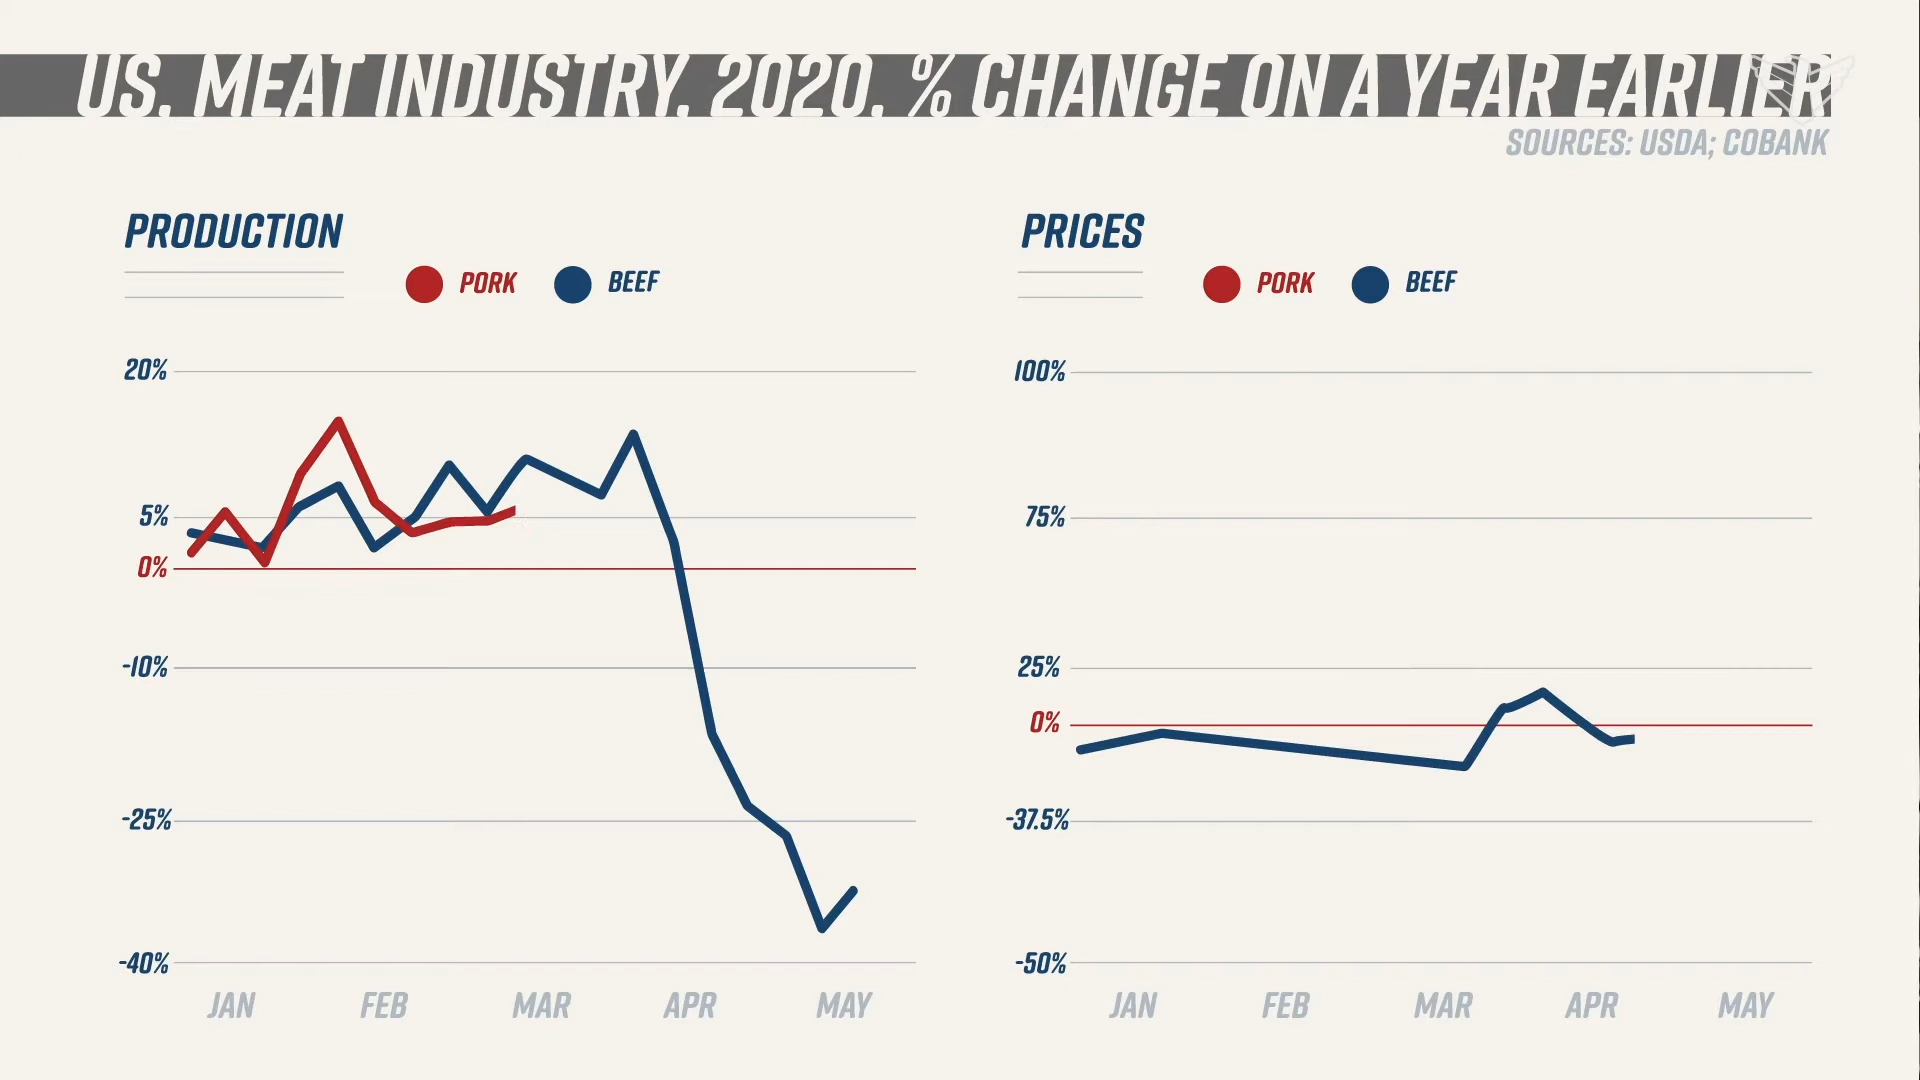 US. MEAT INDUSTRY. 2020. % CHANGE ON A YEAR EARLIER
SOURCES: USDA; COBANK
PRODUCTION
PORK BEEF
20%
5%
0%
-10%
-25%
-40%
JAN FEB MAR APR MAY
PRICES
PORK BEEF
100%
75%
25%
0%
-37.5%
-50%
JAN FEB MAR APR MAY